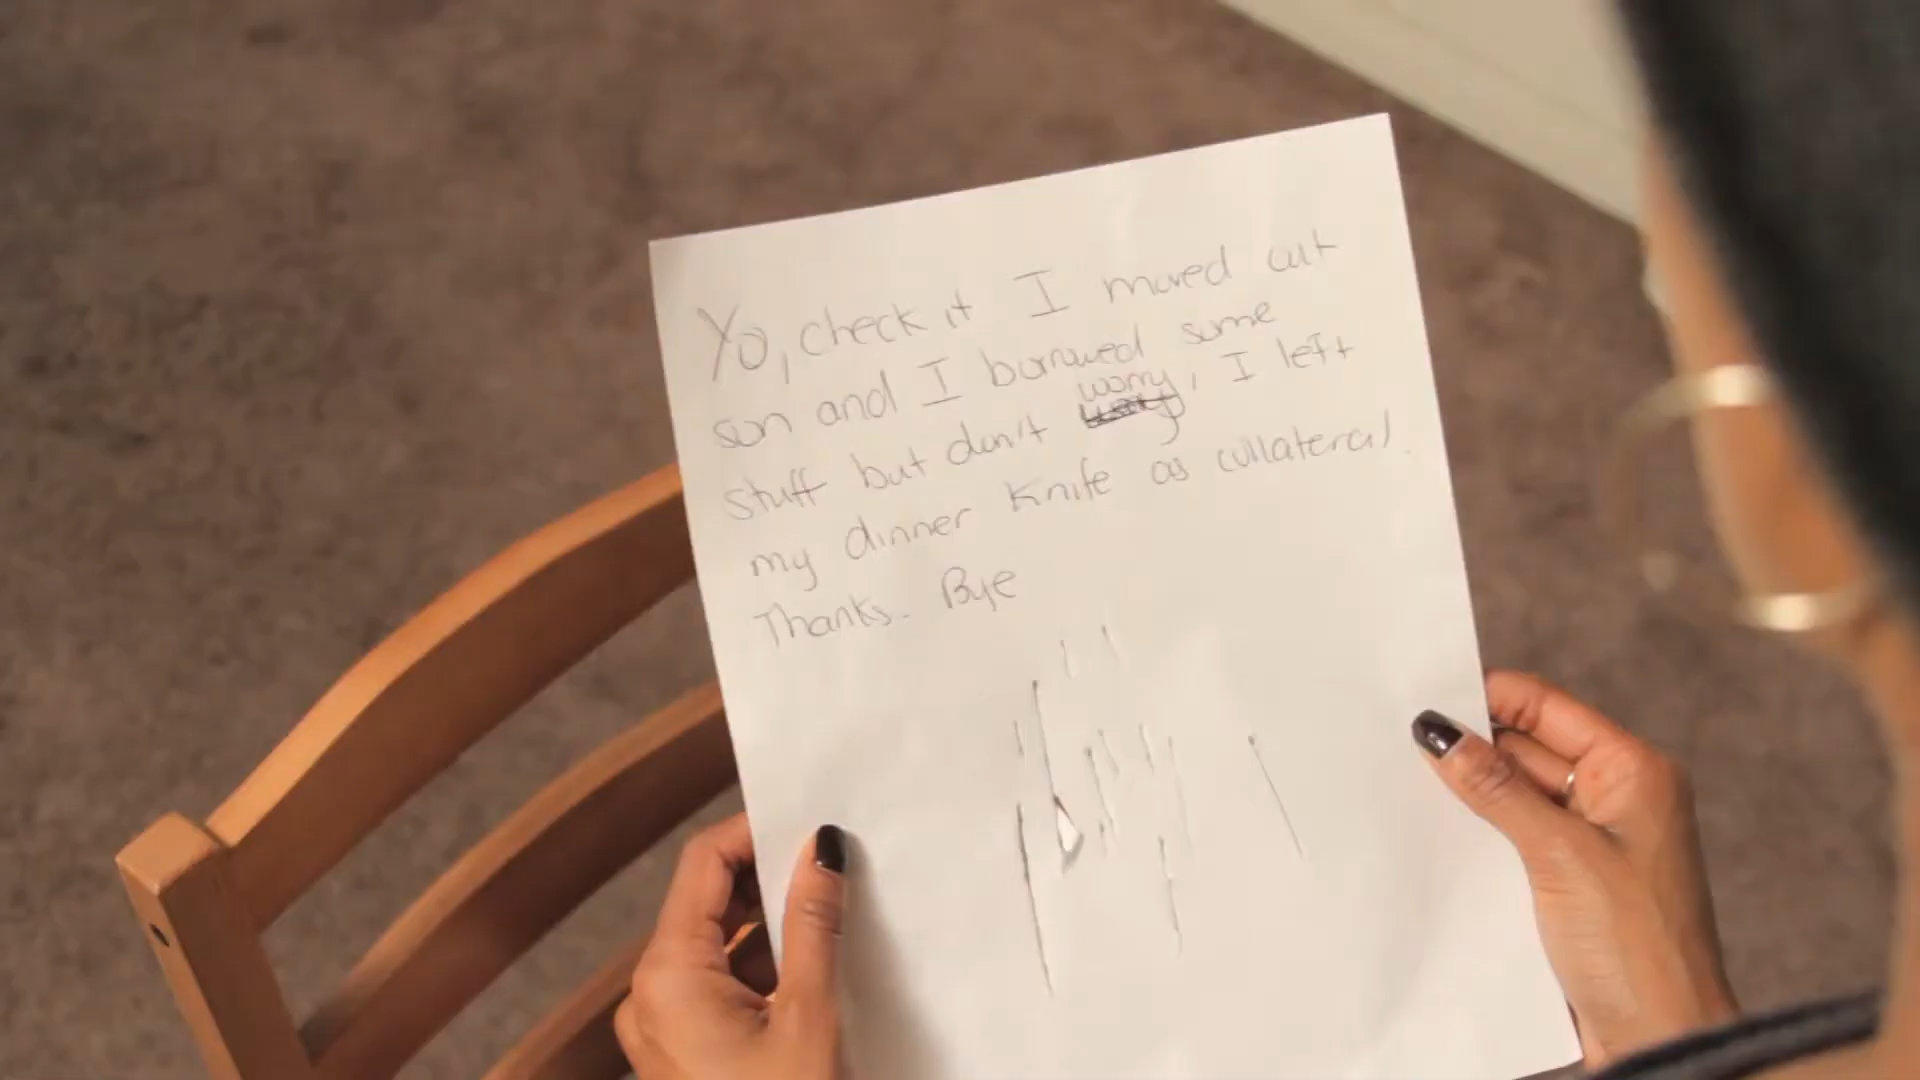 Yo, check it I moved out
son and I borrowed some
stuff but don't worry, I left
my dinner knife as collateral.
Thanks. Bye